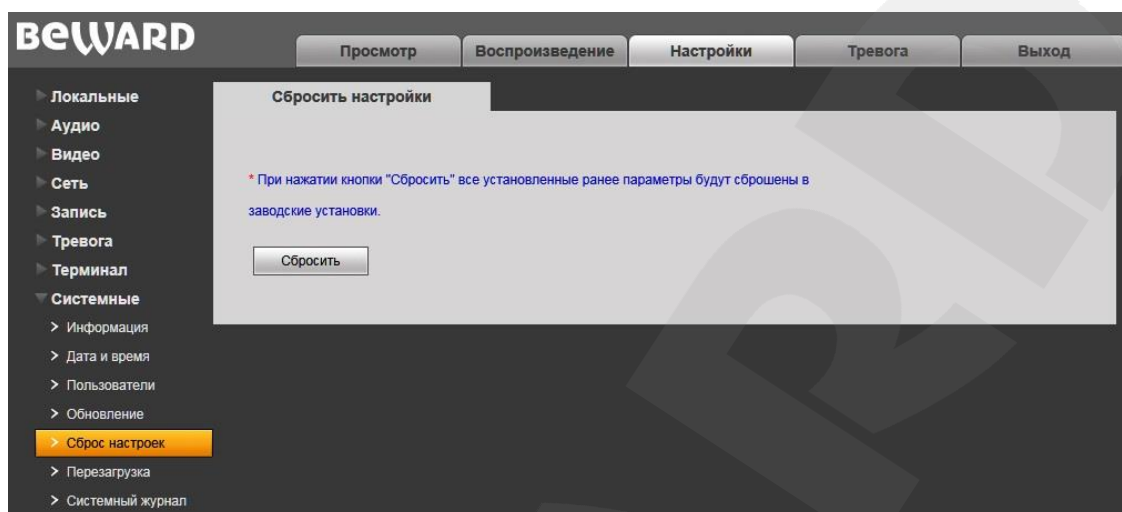 BEWARD
Просмотр Воспроизведение Настройки Тревога Выход
Локальные
Аудио
Видео
Сеть
Запись
Тревога
Терминал
Системные
Информация
Дата и время
Пользователи
Обновление
Сброс настроек
Перезагрузка
Системный журнал
Сбросить настройки
* При нажатии кнопки "Сбросить" все установленные ранее параметры будут сброшены в
заводские установки.
Сбросить